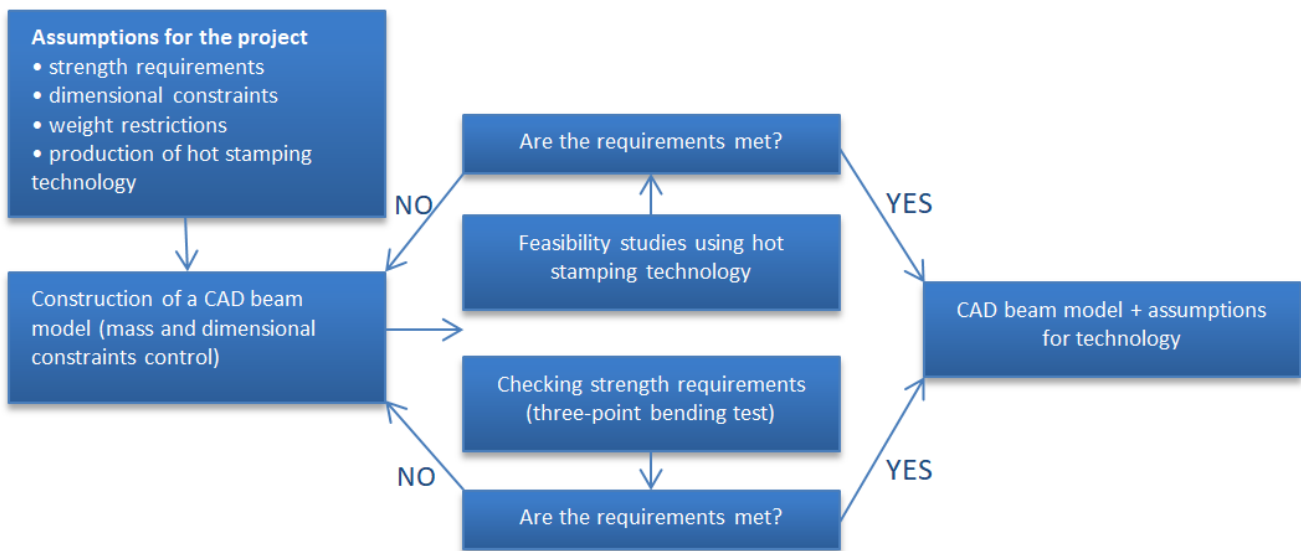 Assumptions for the project
• strength requirements
• dimensional constraints
• weight restrictions
• production of hot stamping
technology
Are the requirements met?
NO
YES
Feasibility studies using hot
stamping technology
Construction of a CAD beam
model (mass and dimensional
constraints control)
CAD beam model + assumptions
for technology
Checking strength requirements
(three-point bending test)
NO
YES
Are the requirements met?